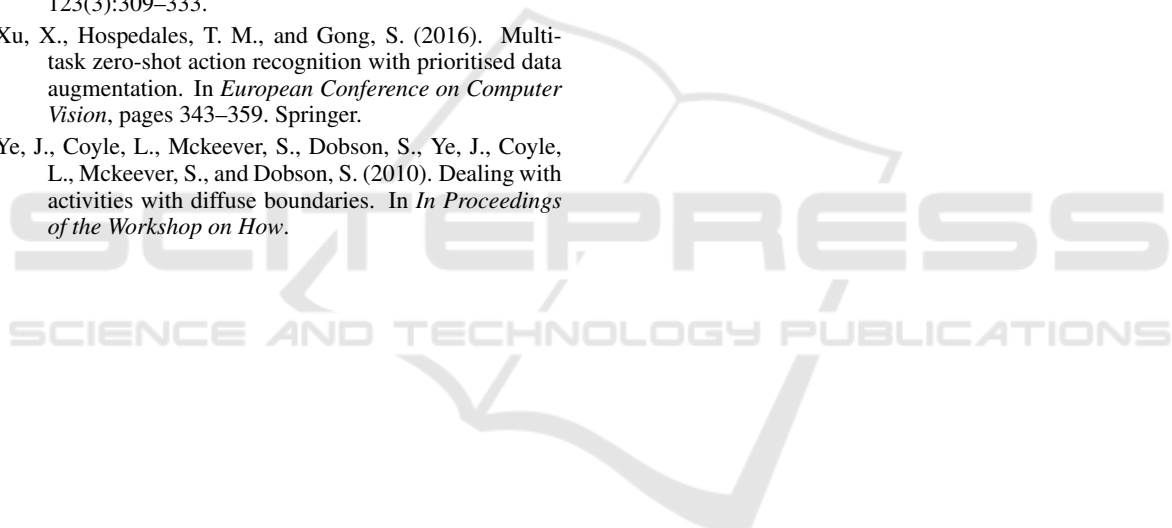 123(3):309–333.
Xu, X., Hospedales, T. M., and Gong, S. (2016). Multi-
task zero-shot action recognition with prioritised data
augmentation. In European Conference on Computer
Vision, pages 343–359. Springer.
Ye, J., Coyle, L., Mckeever, S., Dobson, S., Ye, J., Coyle,
L., Mckeever, S., and Dobson, S. (2010). Dealing with
activities with diffuse boundaries. In In Proceedings
of the Workshop on How.
SCITEPRESS
SCIENCE AND TECHNOLOGY PUBLICATIONS